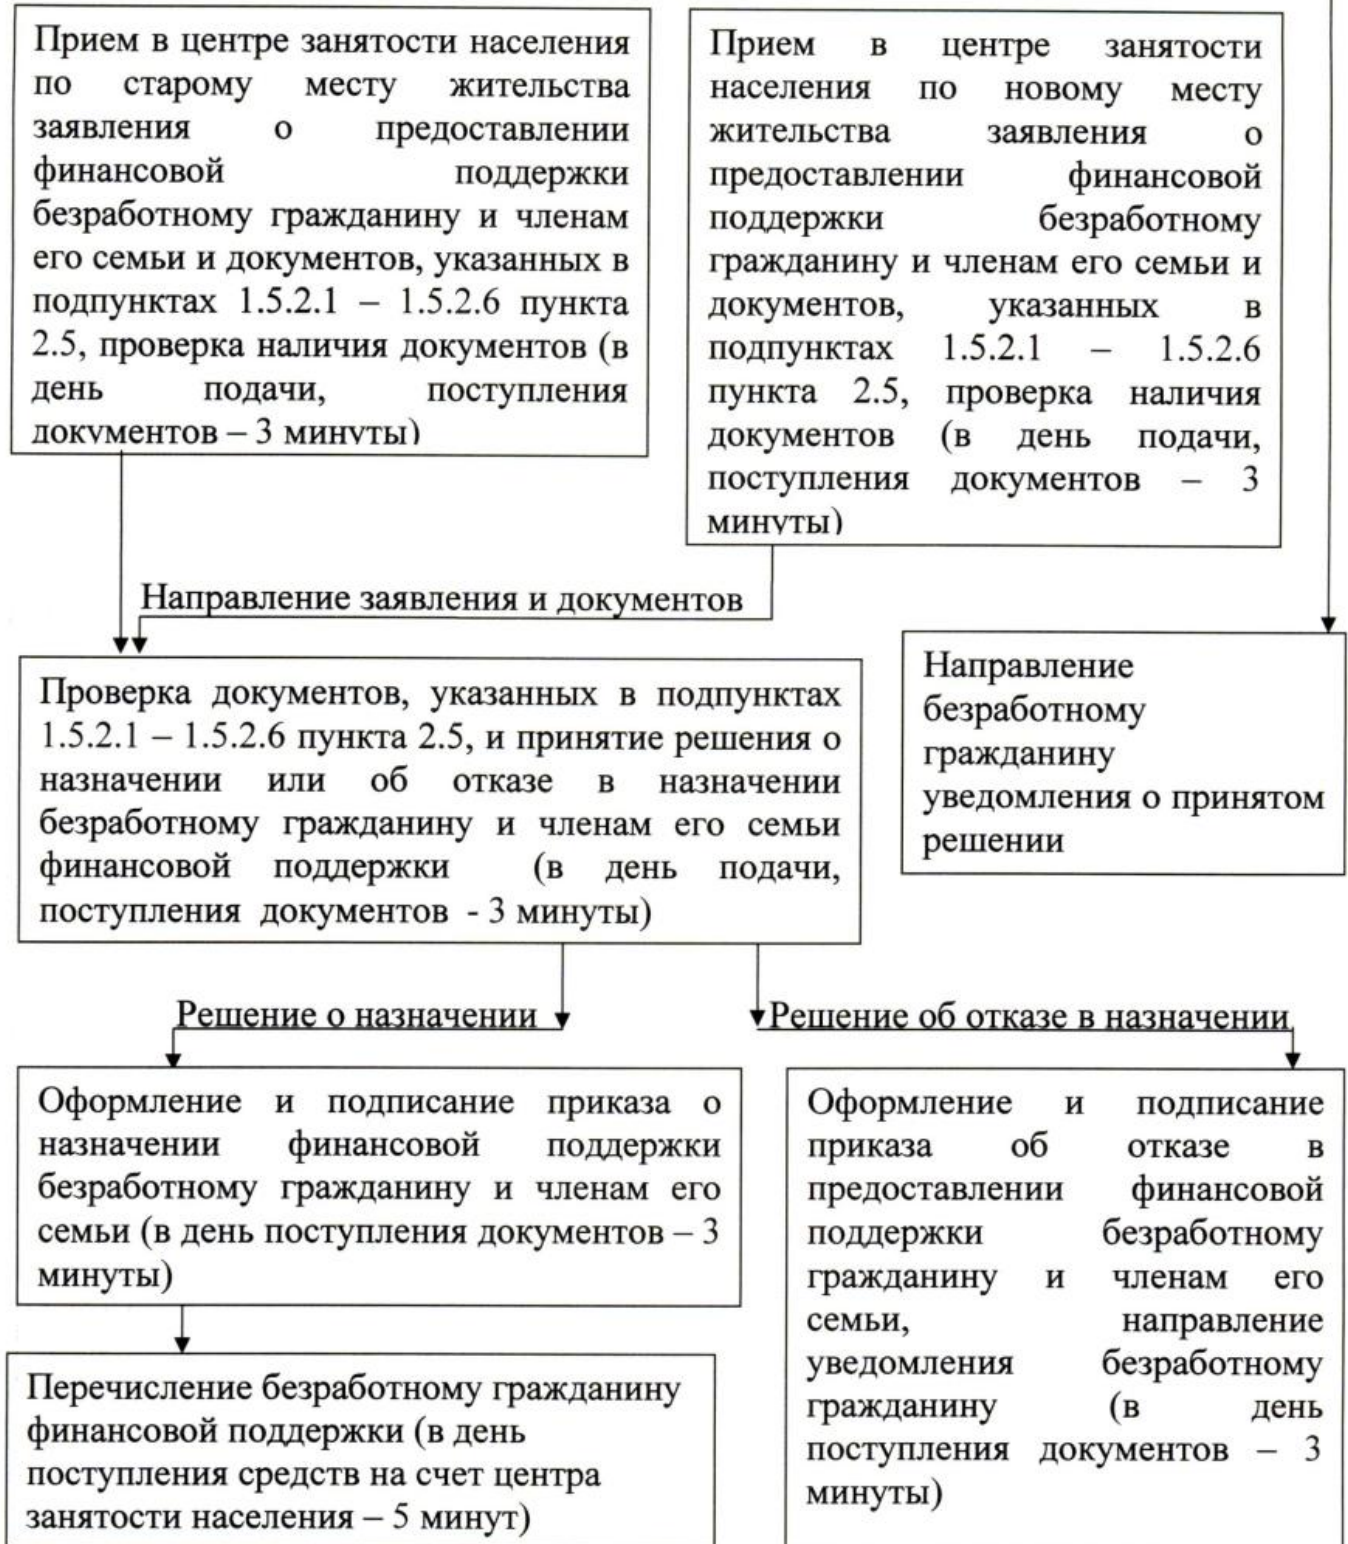 Прием в центре занятости населения
по старому месту жительства
заявления о предоставлении
финансовой поддержки
безработному гражданину и членам
его семьи и документов, указанных в
подпунктах 1.5.2.1 – 1.5.2.6 пункта
2.5, проверка наличия документов (в
день подачи, поступления
документов – 3 минуты)
Прием в центре занятости
населения по новому месту
жительства заявления о
предоставлении финансовой
поддержки безработному
гражданину и членам его семьи и
документов, указанных в
подпунктах 1.5.2.1 – 1.5.2.6
пункта 2.5, проверка наличия
документов (в день подачи,
поступления документов – 3
минуты)
Направление заявления и документов
Проверка документов, указанных в подпунктах
1.5.2.1 – 1.5.2.6 пункта 2.5, и принятие решения о
назначении или об отказе в назначении
безработному гражданину и членам его семьи
финансовой поддержки (в день подачи,
поступления документов - 3 минуты)
Направление
безработному
гражданину
уведомления о принятом
решении
Решение о назначении
Решение об отказе в назначении
Оформление и подписание приказа о
назначении финансовой поддержки
безработному гражданину и членам его
семьи (в день поступления документов – 3
минуты)
Оформление и подписание
приказа об отказе в
предоставлении финансовой
поддержки безработному
гражданину и членам его
семьи, направление
уведомления безработному
гражданину (в день
поступления документов – 3
минуты)
Перечисление безработному гражданину
финансовой поддержки (в день
поступления средств на счет центра
занятости населения – 5 минут)